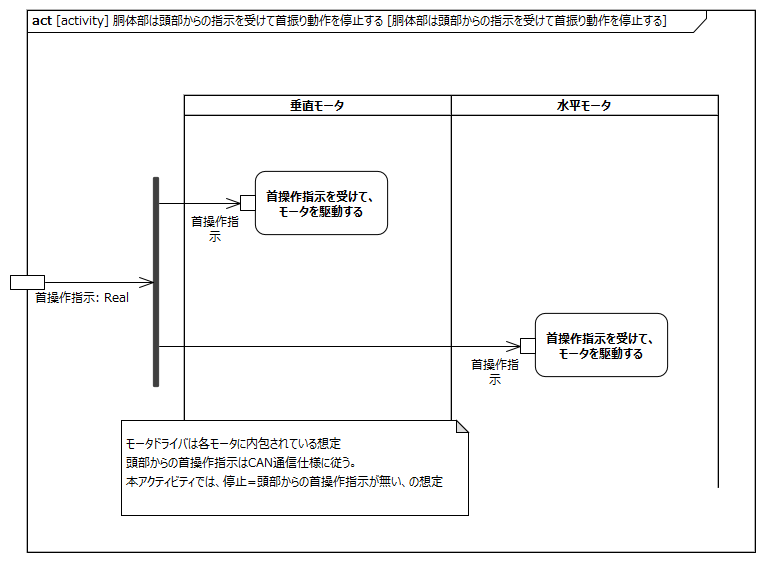 act [activity] 胴体部は頭部からの指示を受けて首振り動作を停止する [胴体部は頭部からの指示を受けて首振り動作を停止する]
垂直モータ
水平モータ
首操作指示を受けて、
モータを駆動する
首操作指
示
首操作指示: Real
首操作指示を受けて、
モータを駆動する
首操作指
示
モータドライバは各モータに内包されている想定
頭部からの首操作指示はCAN通信仕様に従う。
本アクティビティでは、停止=頭部からの首操作指示が無い、の想定